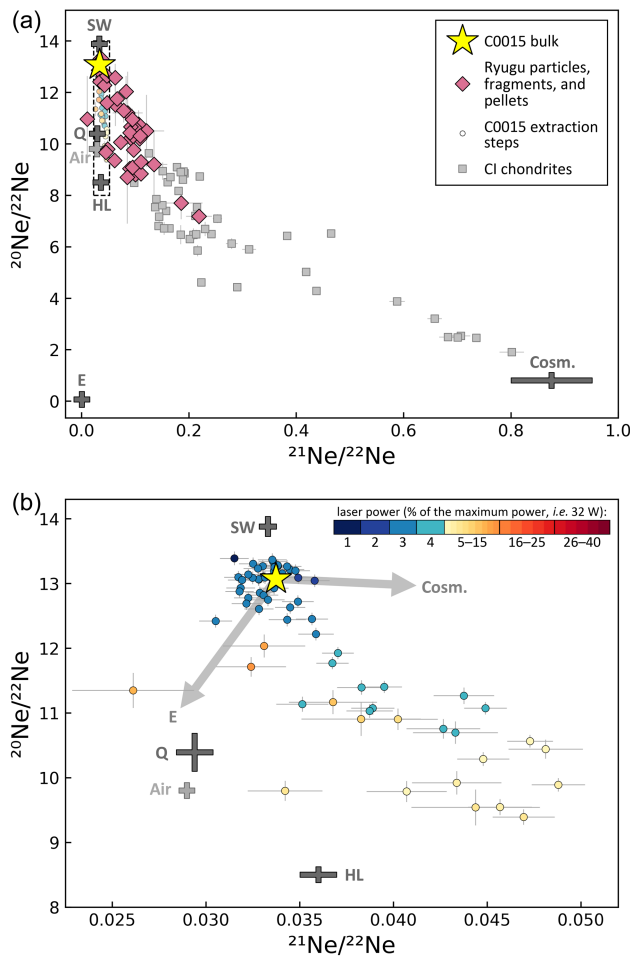 (a)
SW
Q
Air
HL
E
Cosm.
C0015 bulk
Ryugu particles,
fragments, and
pellets
C0015 extraction
steps
CI chondrites
14
12
10
8
6
4
2
0
²⁰Ne/²²Ne
0.0
0.2
0.4
0.6
0.8
1.0
²¹Ne/²²Ne
(b)
laser power (% of the maximum power, i.e. 32 W):
1
2
3
4
5–15
16–25
26–40
SW
Cosm.
E
Q
Air
HL
14
13
12
11
10
9
8
²⁰Ne/²²Ne
0.025
0.030
0.035
0.040
0.045
0.050
²¹Ne/²²Ne